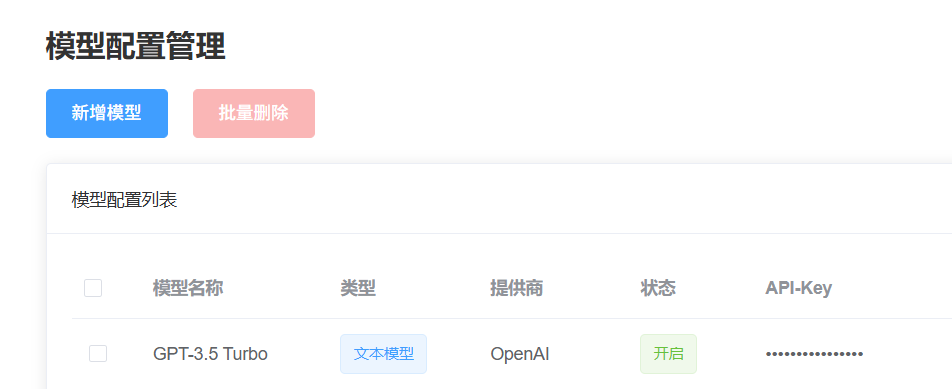 模型配置管理
新增模型 批量删除
模型配置列表
模型名称 类型 提供商 状态 API-Key
GPT-3.5 Turbo 文本模型 OpenAI 开启 ••••••••••••••••